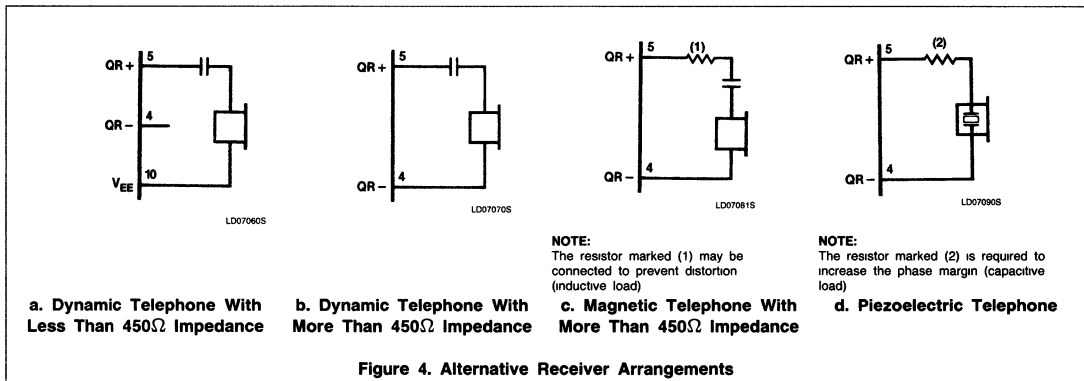 5
QR +
4
QR −
10
VEE
LD07060S
a. Dynamic Telephone With
Less Than 450Ω Impedance
5
QR +
4
QR −
LD07070S
b. Dynamic Telephone With
More Than 450Ω Impedance
5
(1)
QR +
4
QR −
LD07081S
NOTE:
The resistor marked (1) may be
connected to prevent distortion
(inductive load)
c. Magnetic Telephone With
More Than 450Ω Impedance
5
(2)
QR +
4
QR −
LD07090S
NOTE:
The resistor marked (2) is required to
increase the phase margin (capacitive
load)
d. Piezoelectric Telephone
Figure 4. Alternative Receiver Arrangements